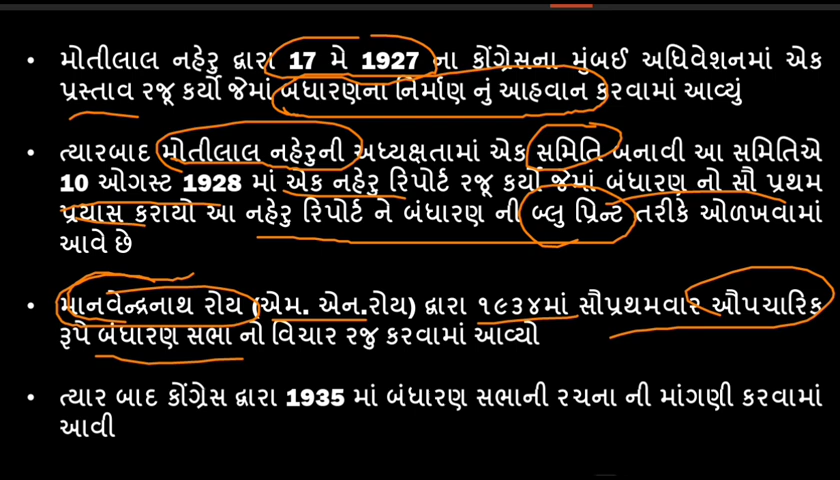 • મોતીલાલ નહેરુ દ્વારા 17 મે 1927 ના કોંગ્રેસના મુંબઈ અધિવેશનમાં એક
પ્રસ્તાવ રજૂ કર્યો જેમાં બંધારણના નિર્માણ નું આહવાન કરવામાં આવ્યું
• ત્યારબાદ મોતીલાલ નહેરુની અધ્યક્ષતામાં એક સમિતિ બનાવી આ સમિતિએ
10 ઓગસ્ટ 1928 માં એક નહેરુ રિપોર્ટ રજૂ કર્યો જેમાં બંધારણ નો સૌ પ્રથમ
પ્રયાસ કરાયો આ નહેરુ રિપોર્ટ ને બંધારણ ની બ્લુ પ્રિન્ટ તરીકે ઓળખવામાં
આવે છે
• માનવેન્દ્રનાથ રોય (એમ. એન.રોય) દ્વારા ૧૯૩૪માં સૌપ્રથમવાર ઔપચારિક
રૂપે બંધારણ સભા નો વિચાર રજુ કરવામાં આવ્યો
• ત્યાર બાદ કોંગ્રેસ દ્વારા 1935 માં બંધારણ સભાની રચના ની માંગણી કરવામાં
આવી